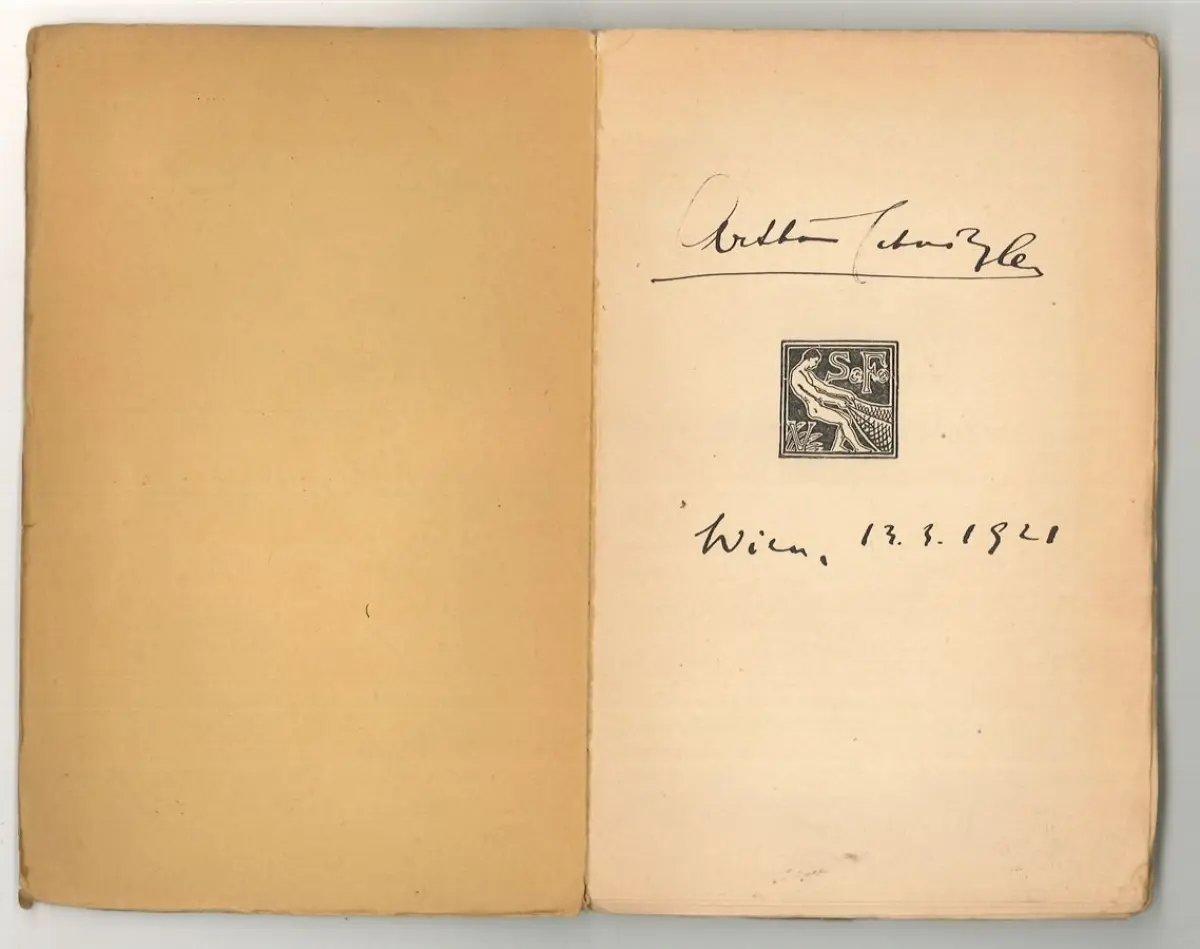 Arthur Schnitzler
S. F.
Wien, 13. 3. 1921